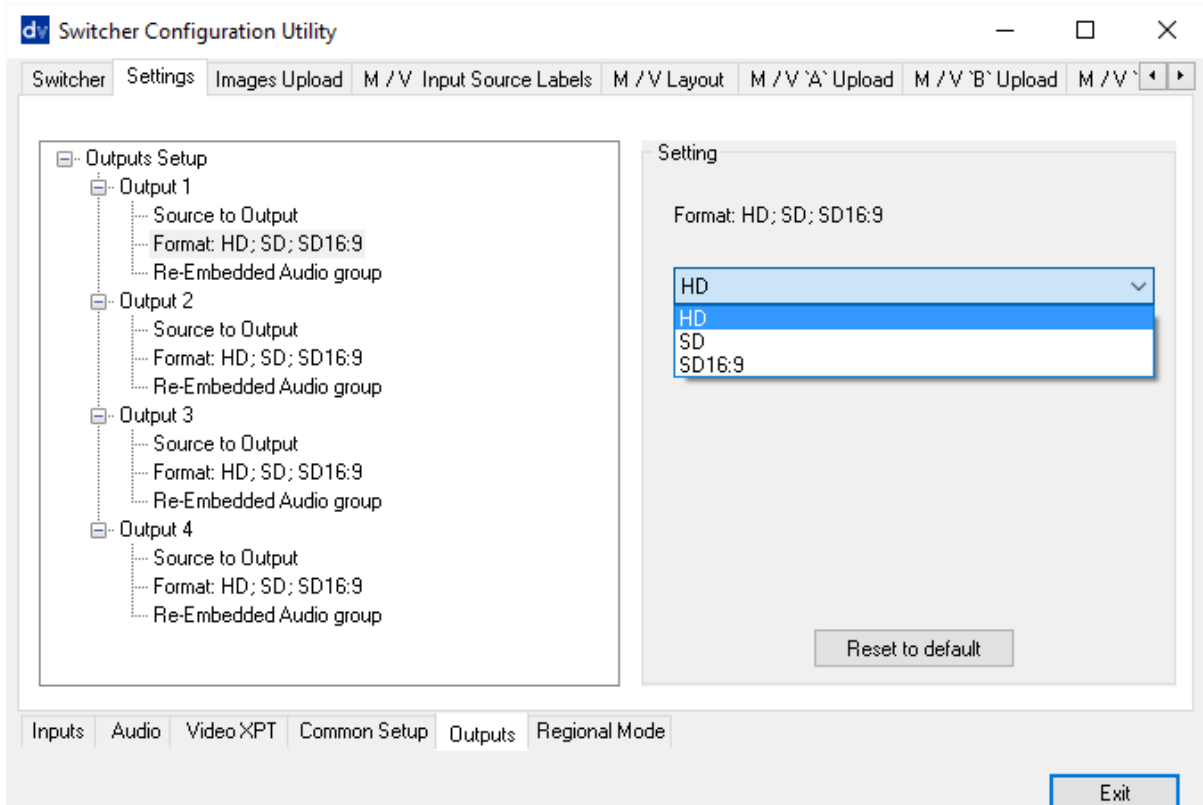 dv Switcher Configuration Utility
Switcher Settings Images Upload M / V Input Source Labels M / V Layout M / V `A` Upload M / V `B` Upload M / V `
Outputs Setup
Output 1
Source to Output
Format: HD; SD; SD16:9
Re-Embedded Audio group
Output 2
Source to Output
Format: HD; SD; SD16:9
Re-Embedded Audio group
Output 3
Source to Output
Format: HD; SD; SD16:9
Re-Embedded Audio group
Output 4
Source to Output
Format: HD; SD; SD16:9
Re-Embedded Audio group
Setting
Format: HD; SD; SD16:9
HD
HD
SD
SD16:9
Reset to default
Inputs Audio Video XPT Common Setup Outputs Regional Mode
Exit